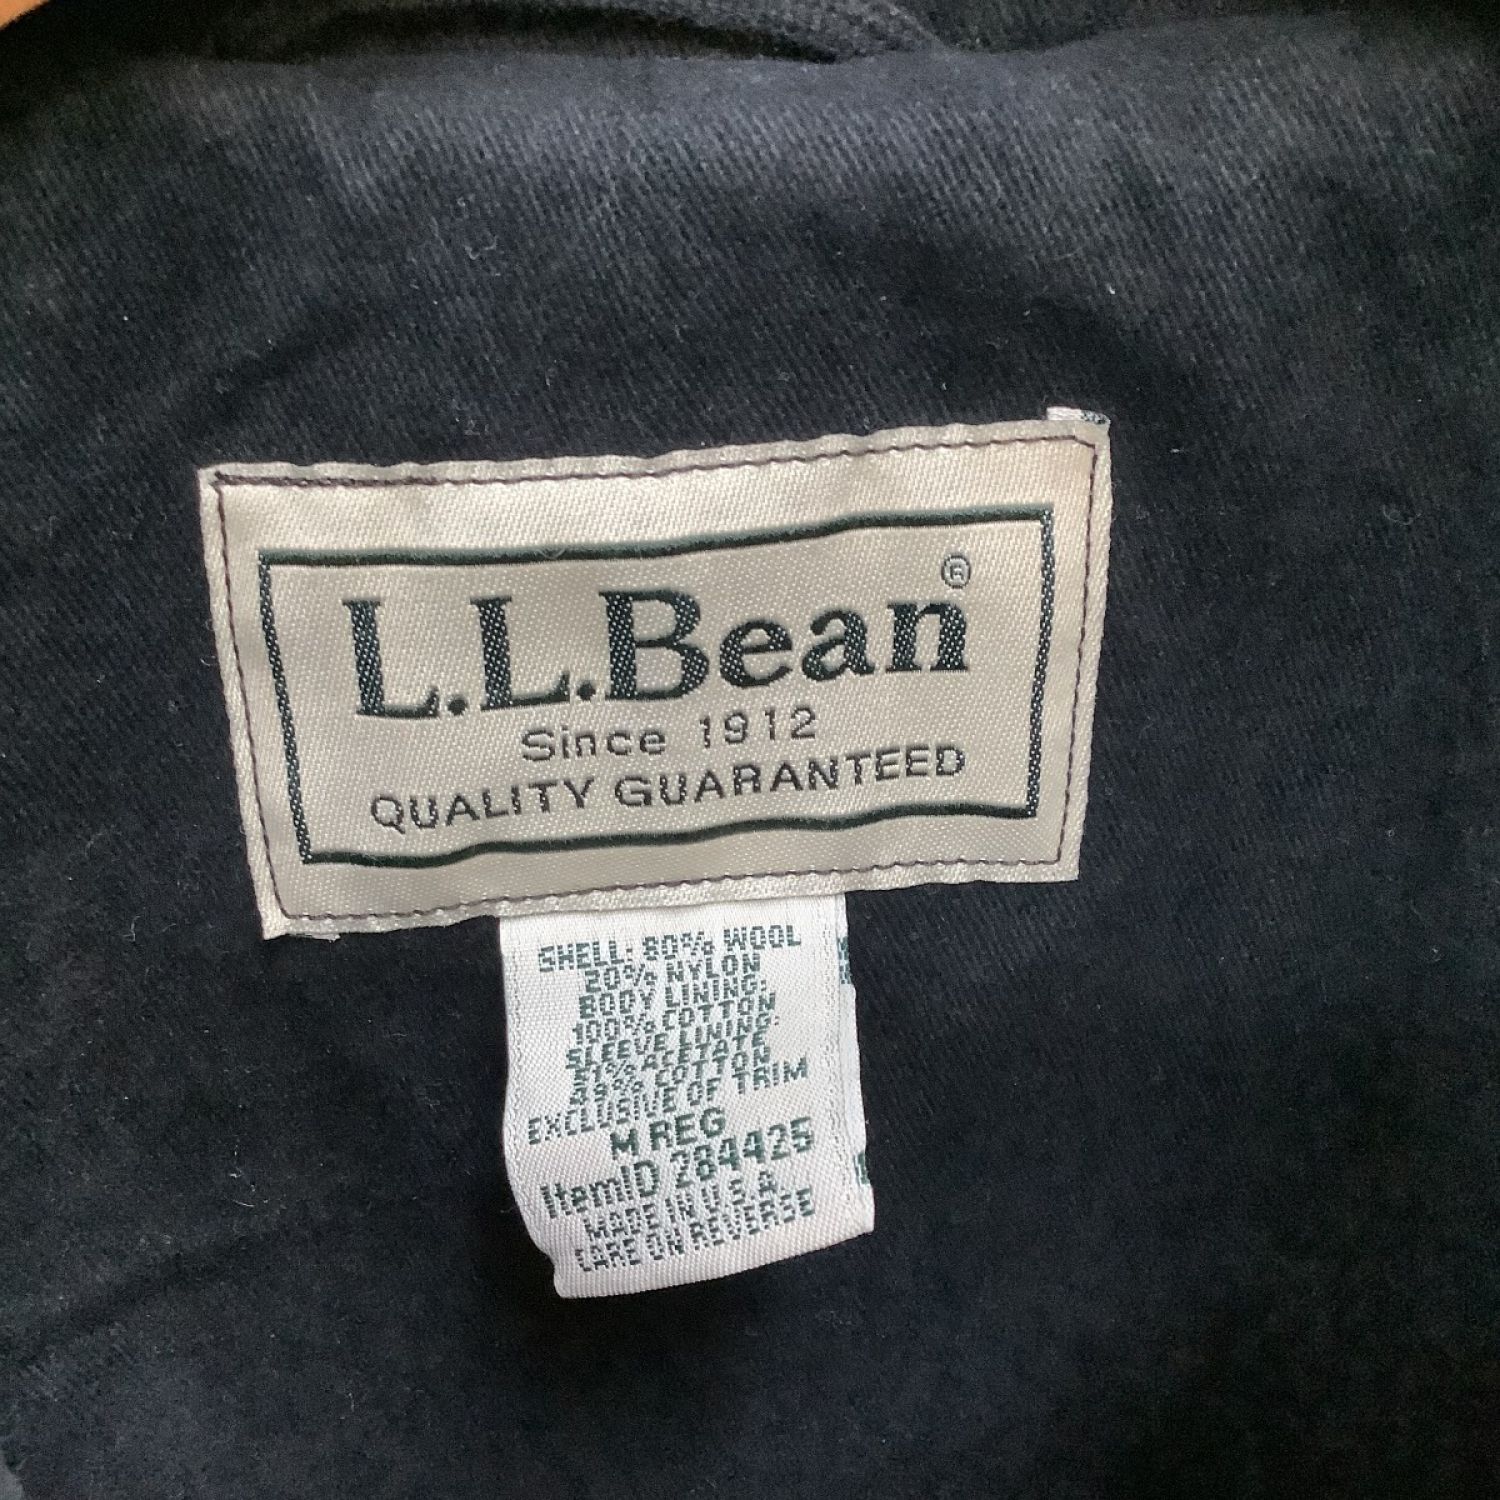 L.L.Bean®
Since 1912
QUALITY GUARANTEED
SHELL: 80% WOOL
20% NYLON
BODY LINING:
100% COTTON
SLEEVE LINING:
51% ACETATE
49% COTTON
EXCLUSIVE OF TRIM
M REG
ItemID 284425
MADE IN U.S.A.
CARE ON REVERSE